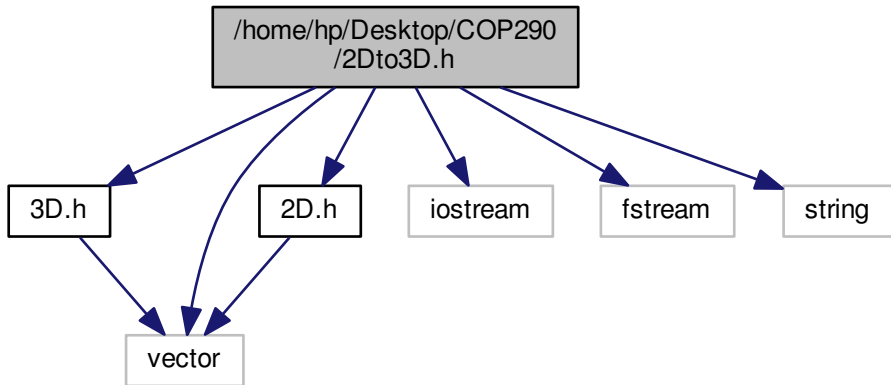 /home/hp/Desktop/COP290
/2Dto3D.h
3D.h
2D.h
iostream
fstream
string
vector